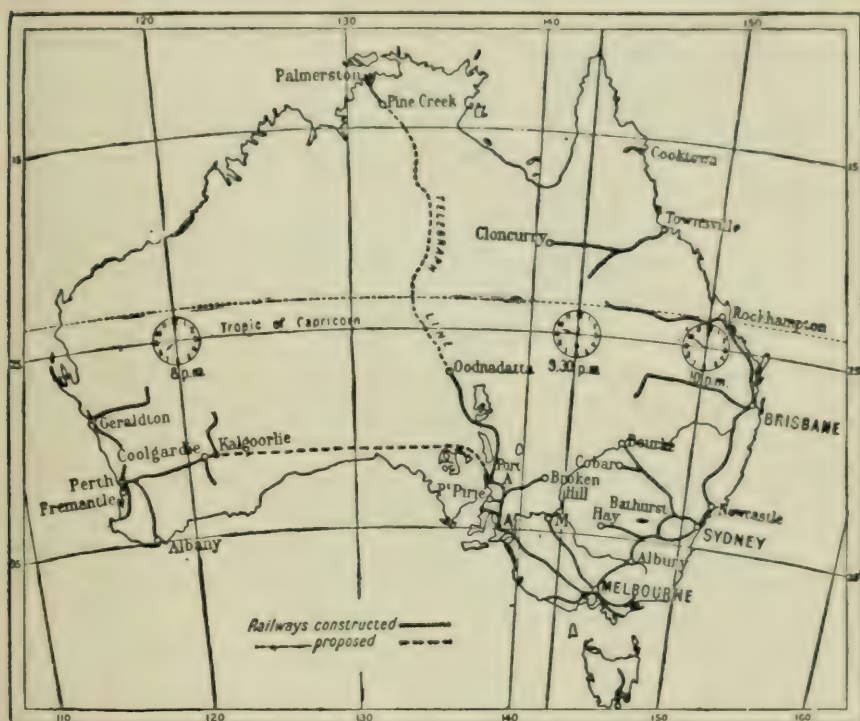 120
130
140
150
Palmerston
Pine Creek
15
Cooktown
15
TELEGRAPH LINE
Townsville
Cloncurry
Rockhampton
Tropic of Capricorn
25
8 p.m.
Oodnadatta
9.30 p.m.
10 p.m.
25
Geraldton
BRISBANE
Coolgardie
Kalgoorlie
Bourke
Port A
Cobar
Perth
Pt Pirie
Broken Hill
Bathurst
Newcastle
Fremantle
A
M
Hay
SYDNEY
Albany
Albury
35
35
MELBOURNE
Railways constructed
proposed
110
120
130
140
150
160